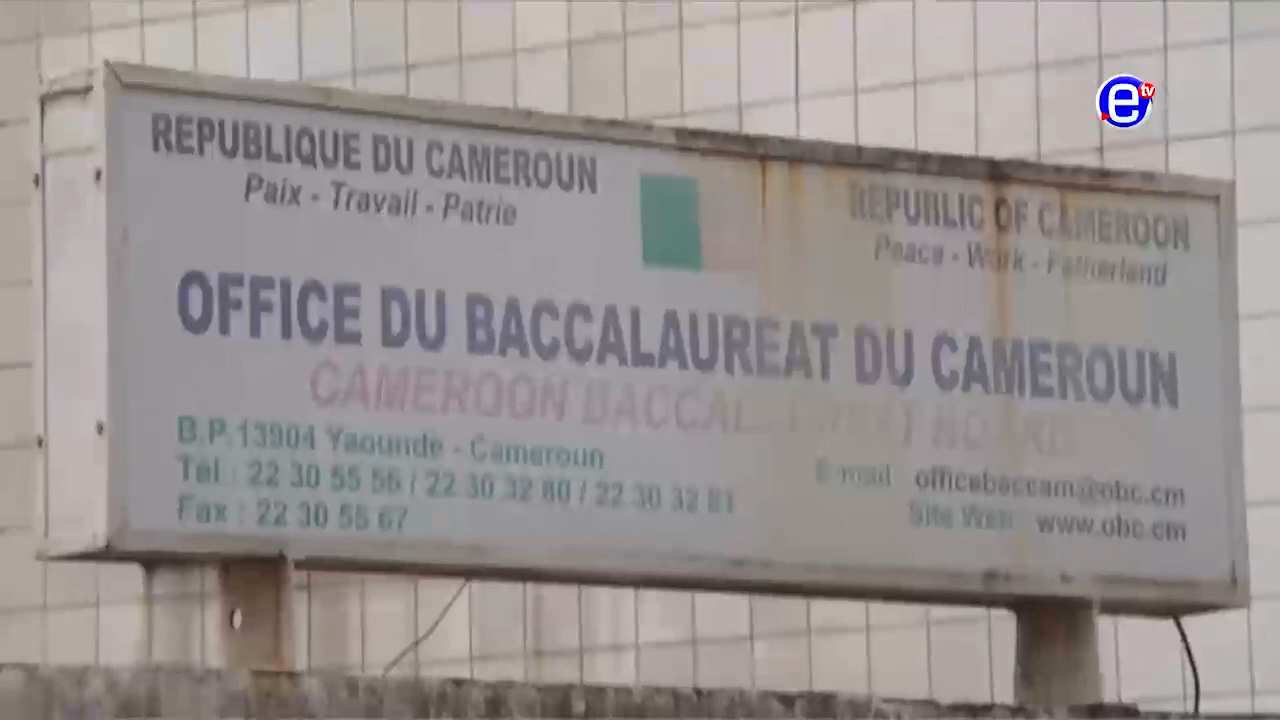 REPUBLIQUE DU CAMEROUN
Paix - Travail - Patrie
REPUBLIC OF CAMEROON
Peace - Work - Fatherland
OFFICE DU BACCALAUREAT DU CAMEROUN
CAMEROON
B.P. 13904 Yaounde - Cameroun
Tél : 22 30 55 56 / 22 30 32 80 / 22 30 32 81
Fax : 22 30 55 67
E-mail officebaccam@obc.cm
Site Web www.obc.cm
e tv